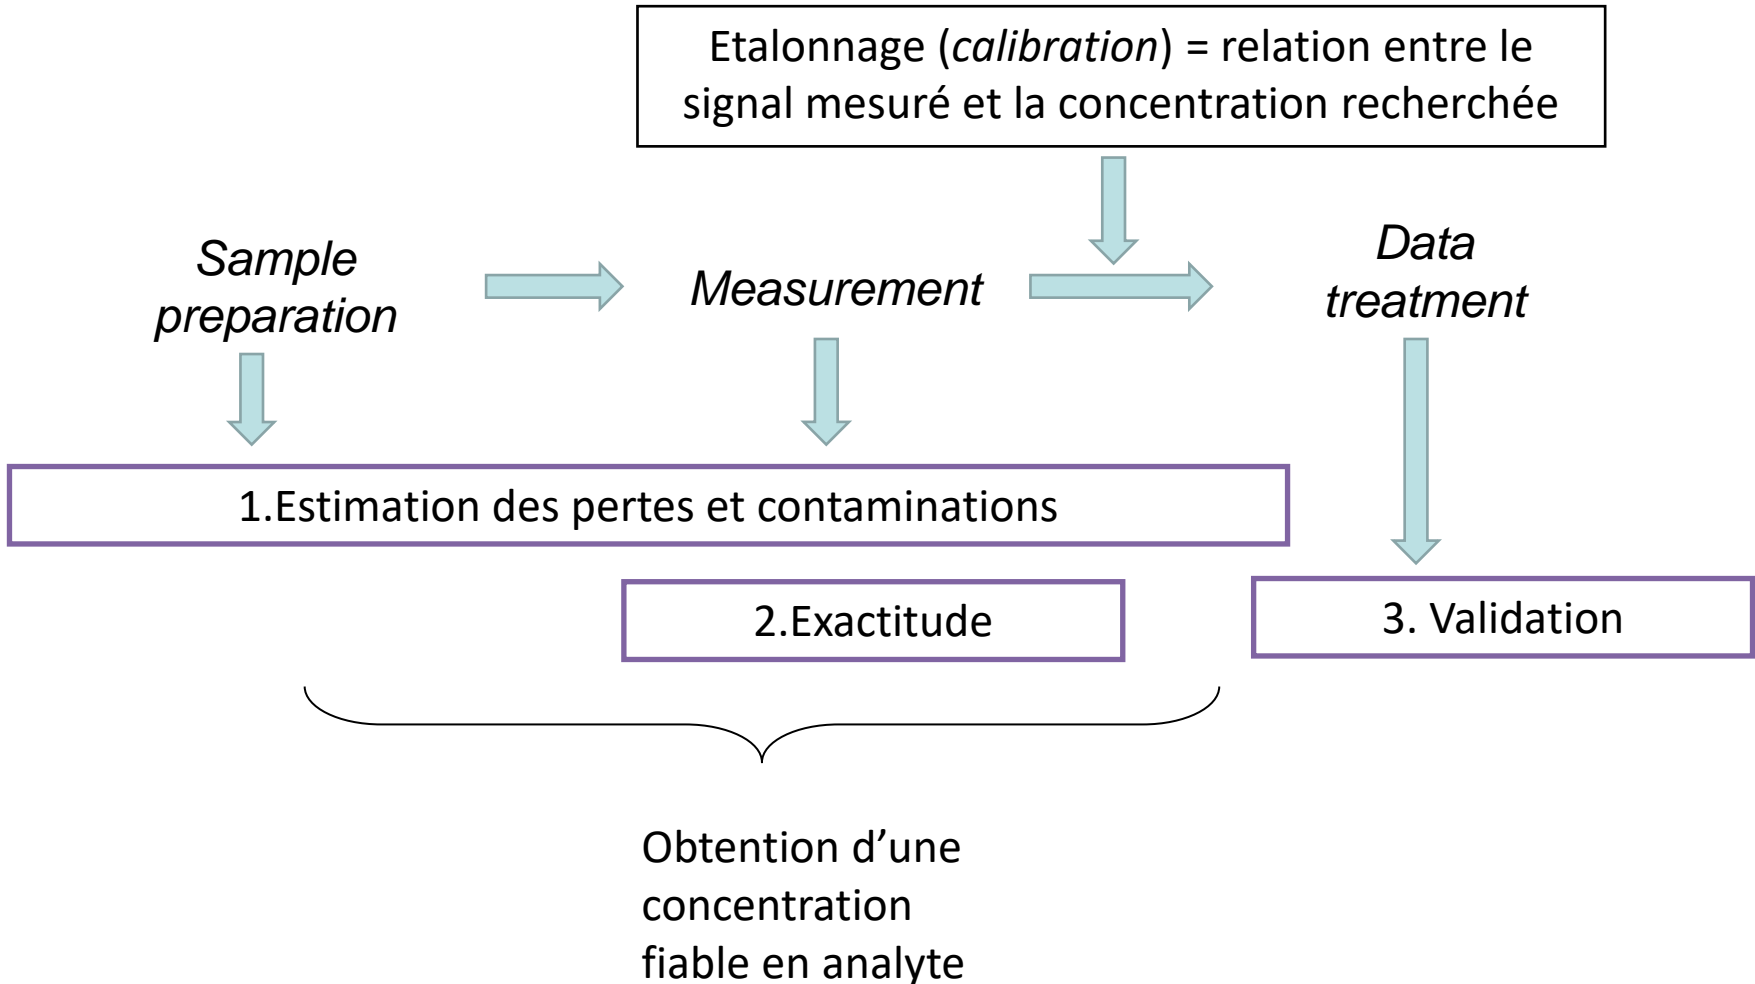 Etalonnage (calibration) = relation entre le
signal mesuré et la concentration recherchée
Sample
preparation
Measurement
Data
treatment
1.Estimation des pertes et contaminations
2.Exactitude
3. Validation
Obtention d’une
concentration
fiable en analyte